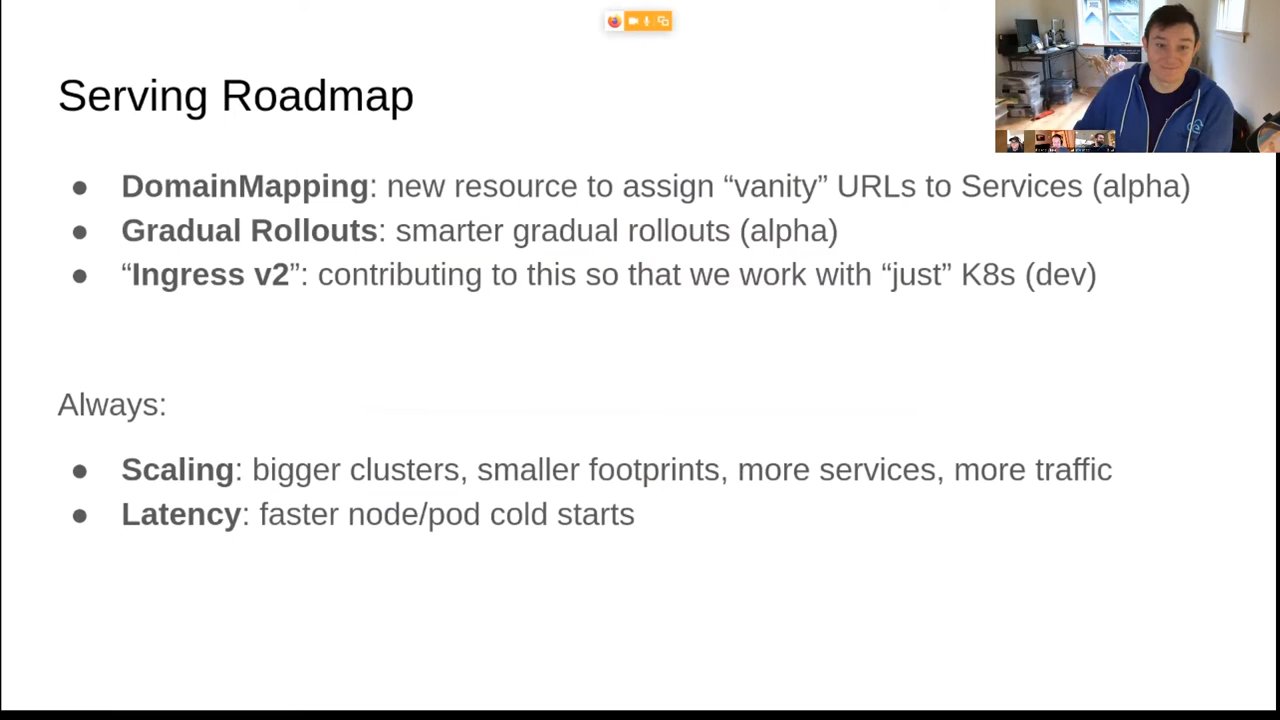 Serving Roadmap
● DomainMapping: new resource to assign “vanity” URLs to Services (alpha)
● Gradual Rollouts: smarter gradual rollouts (alpha)
● “Ingress v2”: contributing to this so that we work with “just” K8s (dev)
Always:
● Scaling: bigger clusters, smaller footprints, more services, more traffic
● Latency: faster node/pod cold starts